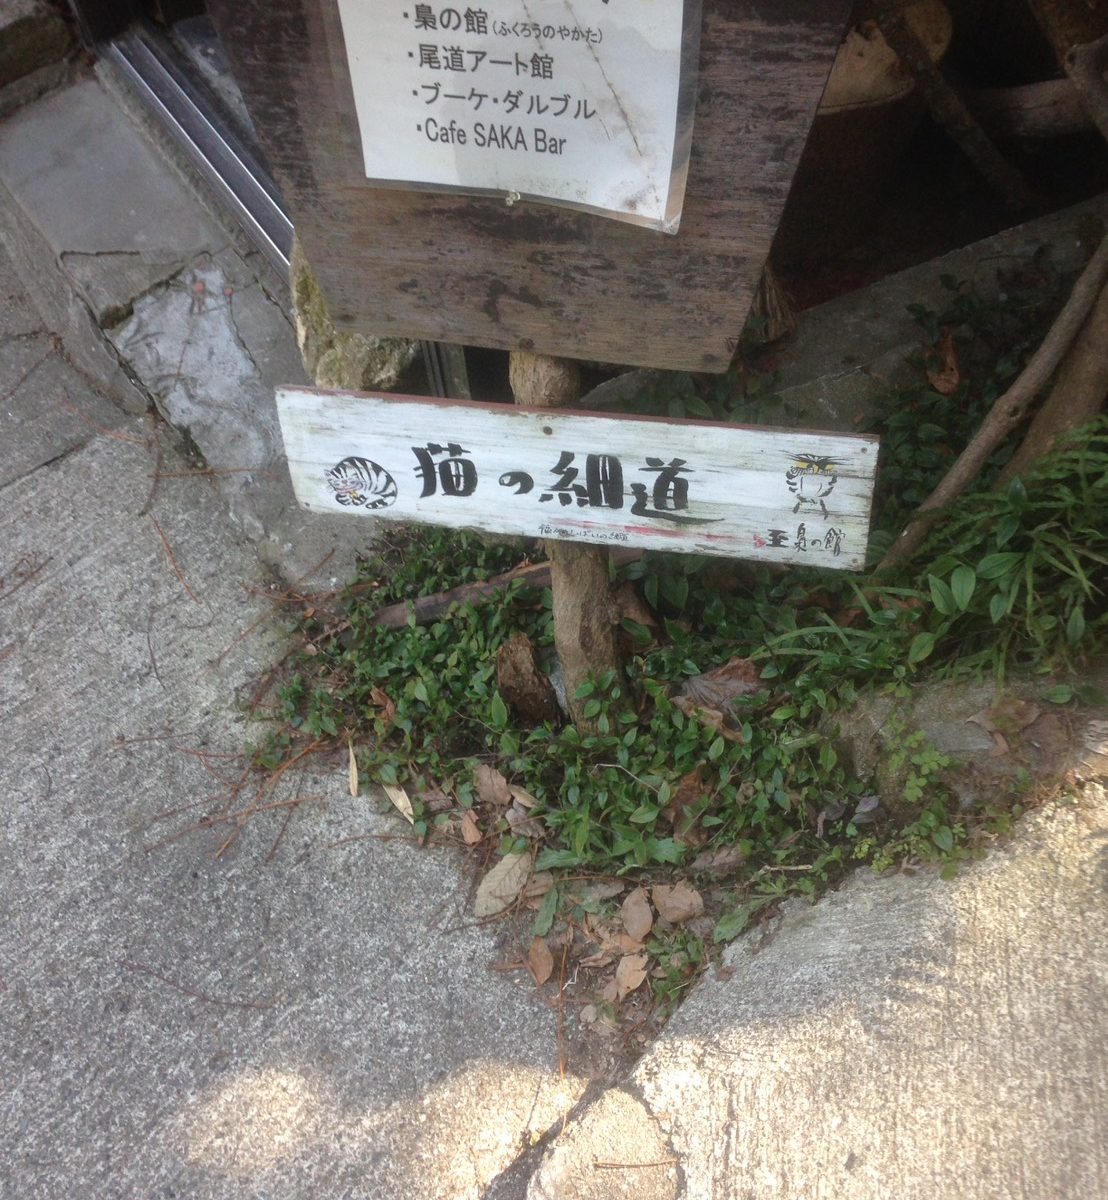 ・梟の館(ふくろうのやかた)
・尾道アート館
・ブーケ・ダルブル
・Cafe SAKA Bar
猫の細道
梟の館